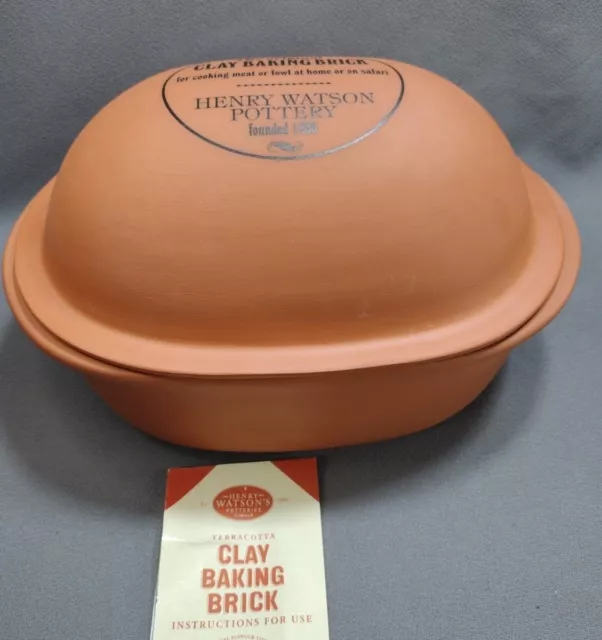 CLAY BAKING BRICK
for cooking meat or fowl at home or on safari
HENRY WATSON
POTTERY
founded
HENRY
WATSON'S
POTTERIES
TERRACOTTA
CLAY
BAKING
BRICK
INSTRUCTIONS FOR USE